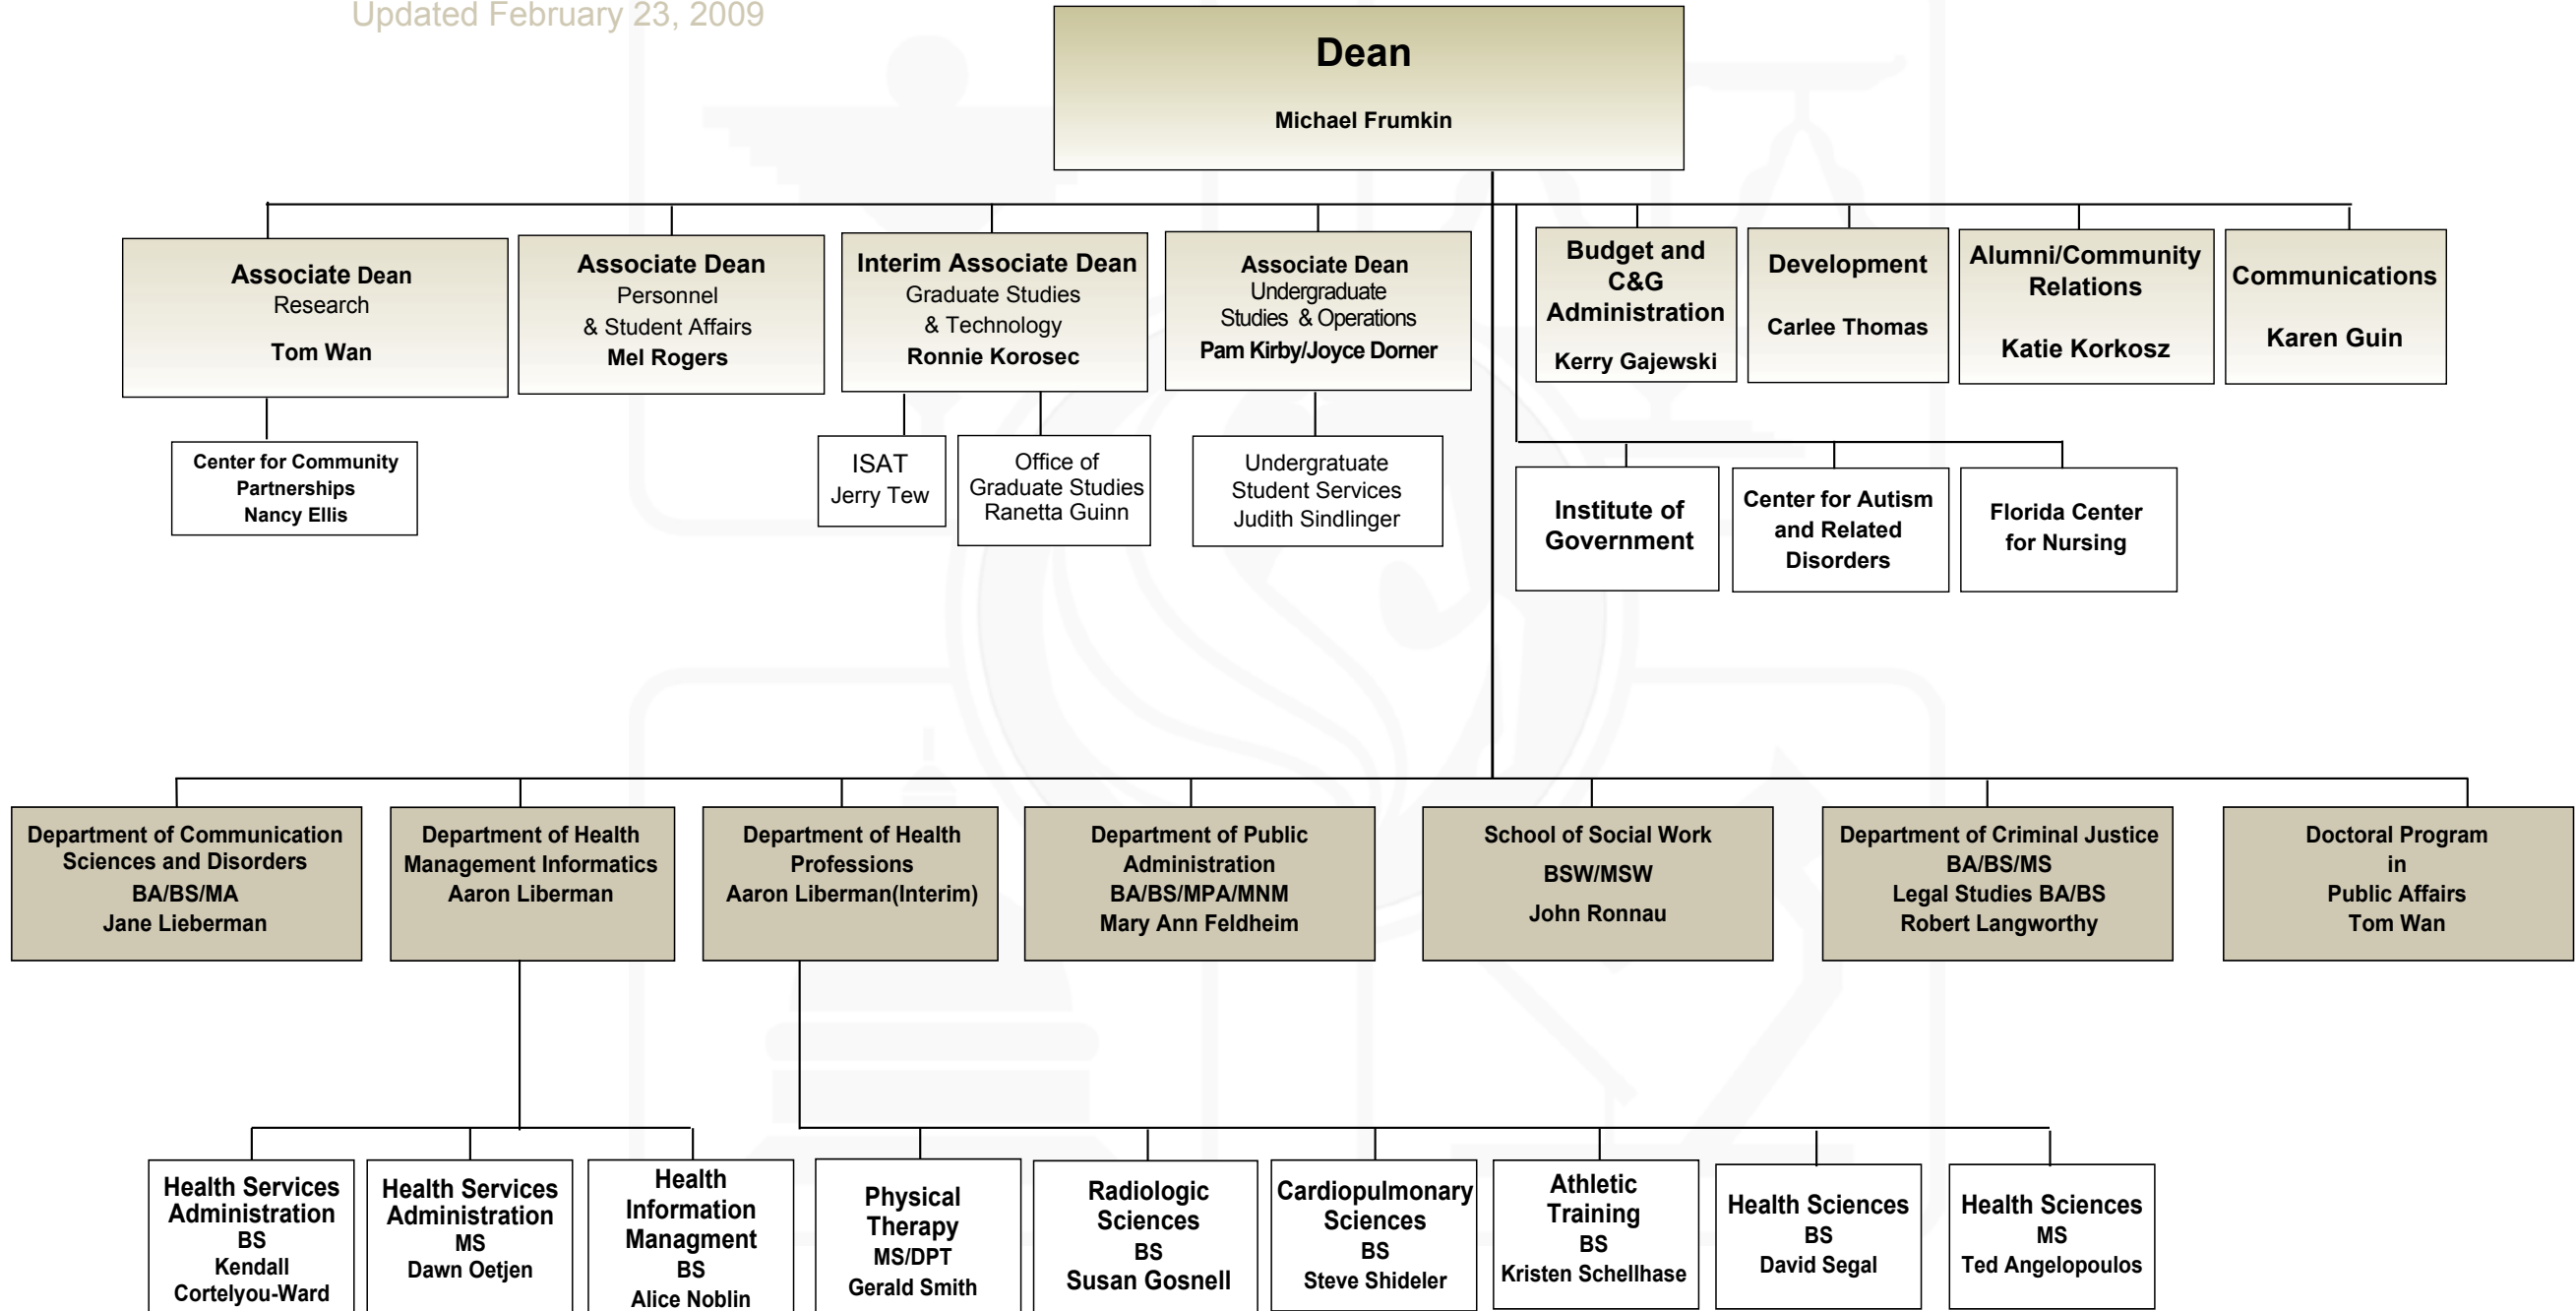 Updated February 23, 2009
Dean
Michael Frumkin
Associate Dean
Research
Tom Wan
Associate Dean
Personnel
& Student Affairs
Mel Rogers
Interim Associate Dean
Graduate Studies
& Technology
Ronnie Korosec
Associate Dean
Undergraduate
Studies & Operations
Pam Kirby/Joyce Dorner
Budget and
C&G
Administration
Kerry Gajewski
Development
Carlee Thomas
Alumni/Community
Relations
Katie Korkosz
Communications
Karen Guin
Center for Community
Partnerships
Nancy Ellis
ISAT
Jerry Tew
Office of
Graduate Studies
Ranetta Guinn
Undergratuate
Student Services
Judith Sindlinger
Institute of
Government
Center for Autism
and Related
Disorders
Florida Center
for Nursing
Department of Communication
Sciences and Disorders
BA/BS/MA
Jane Lieberman
Department of Health
Management Informatics
Aaron Liberman
Department of Health
Professions
Aaron Liberman(Interim)
Department of Public
Administration
BA/BS/MPA/MNM
Mary Ann Feldheim
School of Social Work
BSW/MSW
John Ronnau
Department of Criminal Justice
BA/BS/MS
Legal Studies BA/BS
Robert Langworthy
Doctoral Program
in
Public Affairs
Tom Wan
Health Services
Administration
BS
Kendall
Cortelyou-Ward
Health Services
Administration
MS
Dawn Oetjen
Health
Information
Managment
BS
Alice Noblin
Physical
Therapy
MS/DPT
Gerald Smith
Radiologic
Sciences
BS
Susan Gosnell
Cardiopulmonary
Sciences
BS
Steve Shideler
Athletic
Training
BS
Kristen Schellhase
Health Sciences
BS
David Segal
Health Sciences
MS
Ted Angelopoulos